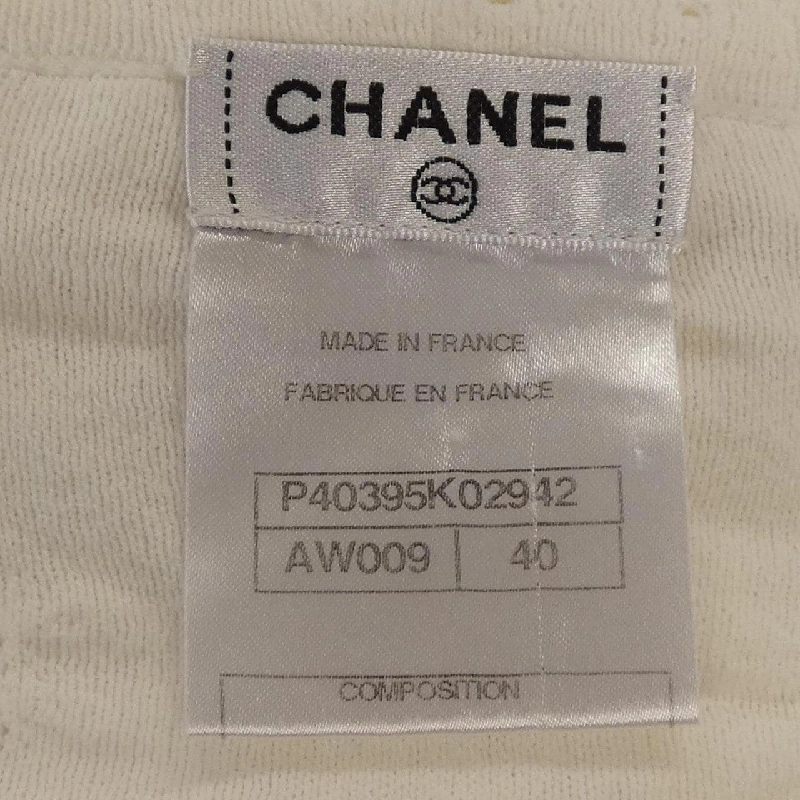 CHANEL
MADE IN FRANCE
FABRIQUE EN FRANCE
P40395K02942
AW009 40
COMPOSITION